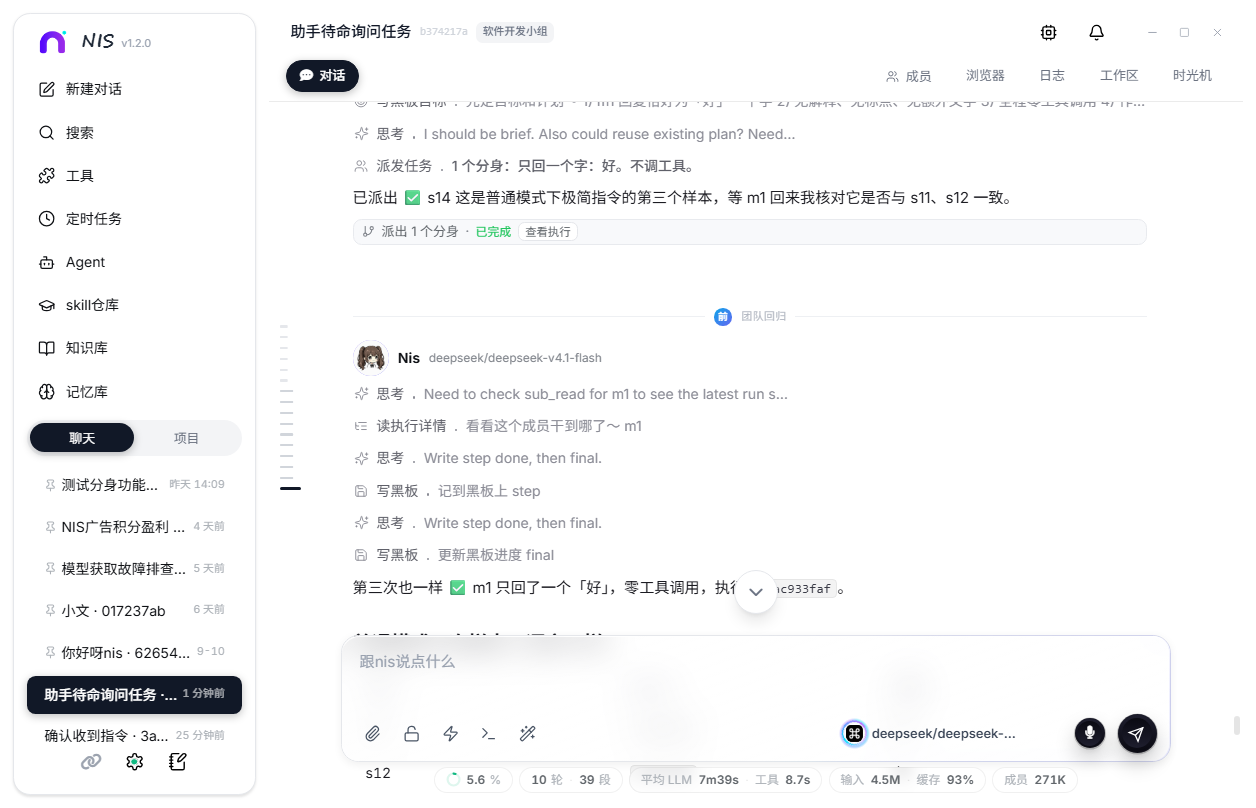 NIS v1.2.0
新建对话
搜索
工具
定时任务
Agent
skill仓库
知识库
记忆库
聊天 项目
测试分身功能... 昨天 14:09
NIS广告积分盈利 ... 4 天前
模型获取故障排查... 5 天前
小文 · 017237ab 6 天前
你好呀nis · 62654... 9-10
助手待命询问任务 ·... 1 分钟前
确认收到指令 · 3a... 25 分钟前
助手待命询问任务 b374217a 软件开发小组
对话
成员 浏览器 日志 工作区 时光机
思考 . I should be brief. Also could reuse existing plan? Need...
派发任务 . 1 个分身：只回一个字：好。不调工具。
已派出 ✅ s14 这是普通模式下极简指令的第三个样本，等 m1 回来我核对它是否与 s11、s12 一致。
派出 1 个分身 · 已完成 查看执行
前 团队回归
Nis deepseek/deepseek-v4.1-flash
思考 . Need to check sub_read for m1 to see the latest run s...
读执行详情 . 看看这个成员干到哪了～ m1
思考 . Write step done, then final.
写黑板 . 记到黑板上 step
思考 . Write step done, then final.
写黑板 . 更新黑板进度 final
第三次也一样 ✅ m1 只回了一个「好」，零工具调用，执行 c933faf 。
跟nis说点什么
deepseek/deepseek-...
s12
5.6 % 10 轮 · 39 段 平均 LLM 7m39s · 工具 8.7s 输入 4.5M 缓存 93% 成员 271K